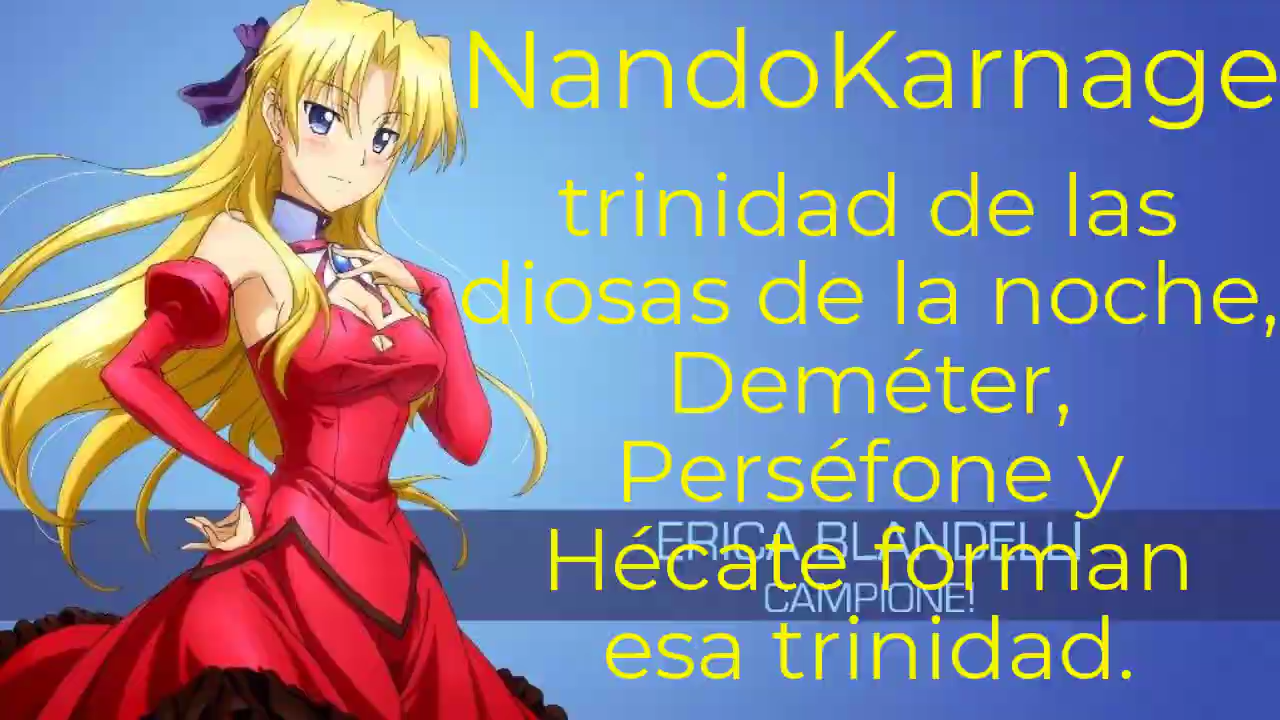 NandoKarnage
trinidad de las
diosas de la noche,
Deméter,
Perséfone y
ERICA BLANDELLI
Hécate forman
CAMPIONE!
esa trinidad.